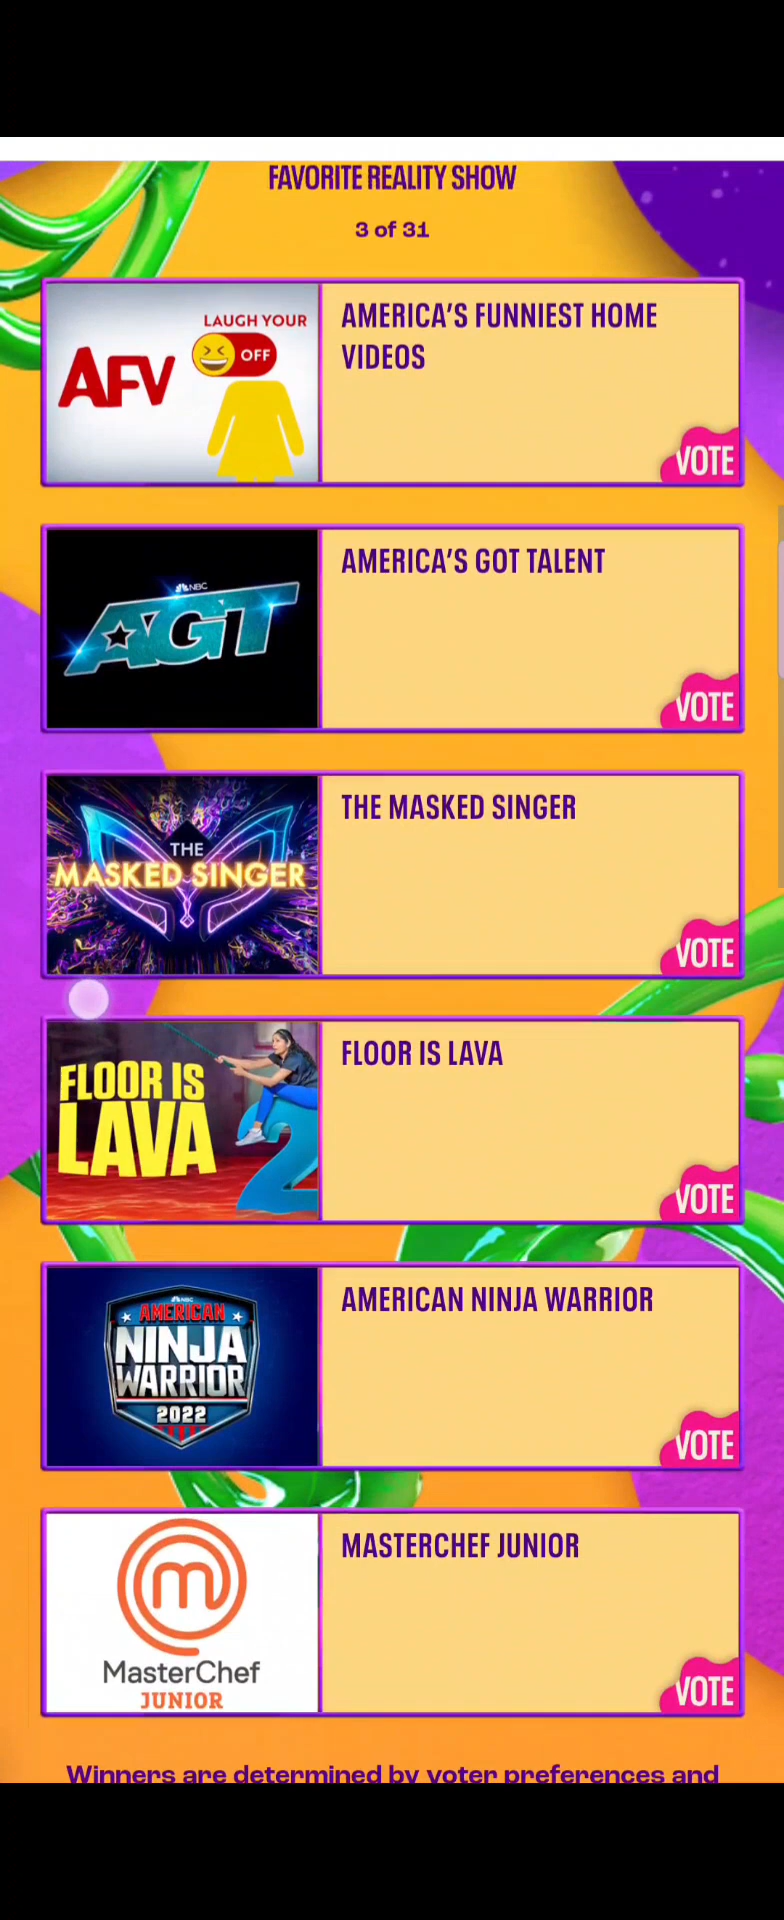 FAVORITE REALITY SHOW
3 of 31
LAUGH YOUR
OFF
AFV
AMERICA'S FUNNIEST HOME
VIDEOS
VOTE
NBC
AGT
AMERICA'S GOT TALENT
VOTE
THE
MASKED SINGER
THE MASKED SINGER
VOTE
FLOOR IS
LAVA
2
FLOOR IS LAVA
VOTE
NBC
AMERICAN
NINJA
WARRIOR
2022
AMERICAN NINJA WARRIOR
VOTE
m
MasterChef
JUNIOR
MASTERCHEF JUNIOR
VOTE
Winners are determined by voter preferences and